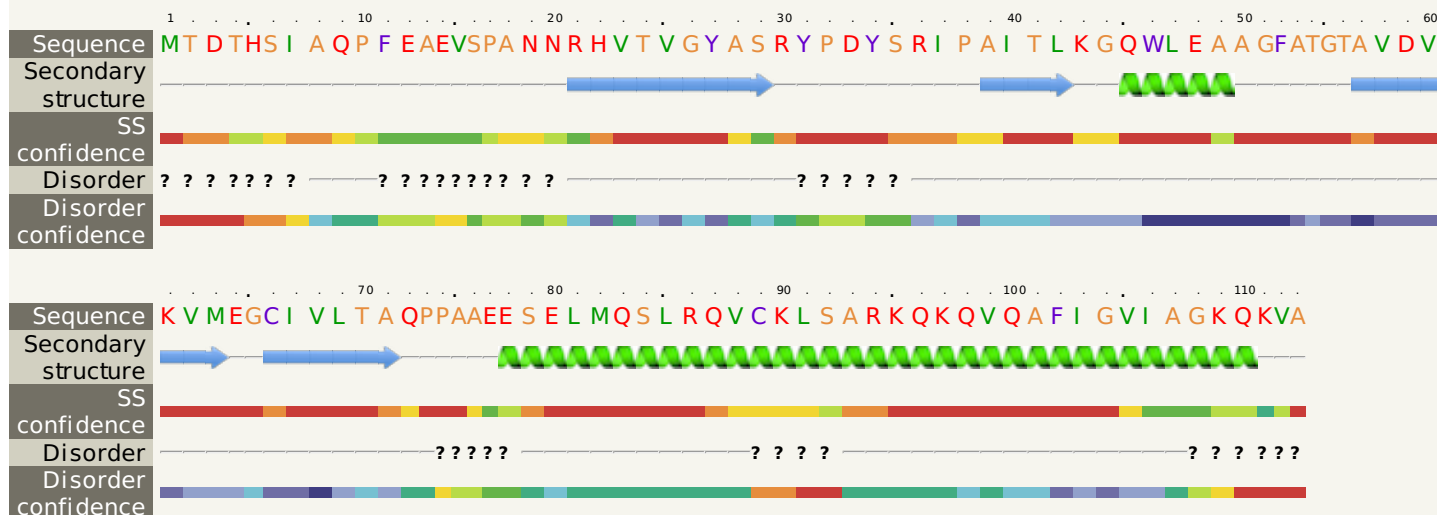 1 10 20 30 40 50 60
Sequence MTDTHSIAQPFEAEVSPANNRHVTVGYASRYPDYSRIPAITLKGQWLEAAGFATGTAVDV
Secondary
structure
SS
confidence
Disorder ? ? ? ? ? ? ? ? ? ? ? ? ? ? ? ? ? ? ? ? ? ?
Disorder
confidence
70 80 90 100 110
Sequence KVMEGCIVLTAQPPAAEESELMQSLRQVCKLSARKQKQVQAFIGVIAGKQKVA
Secondary
structure
SS
confidence
Disorder ? ? ? ? ? ? ? ? ? ? ? ? ? ? ?
Disorder
confidence